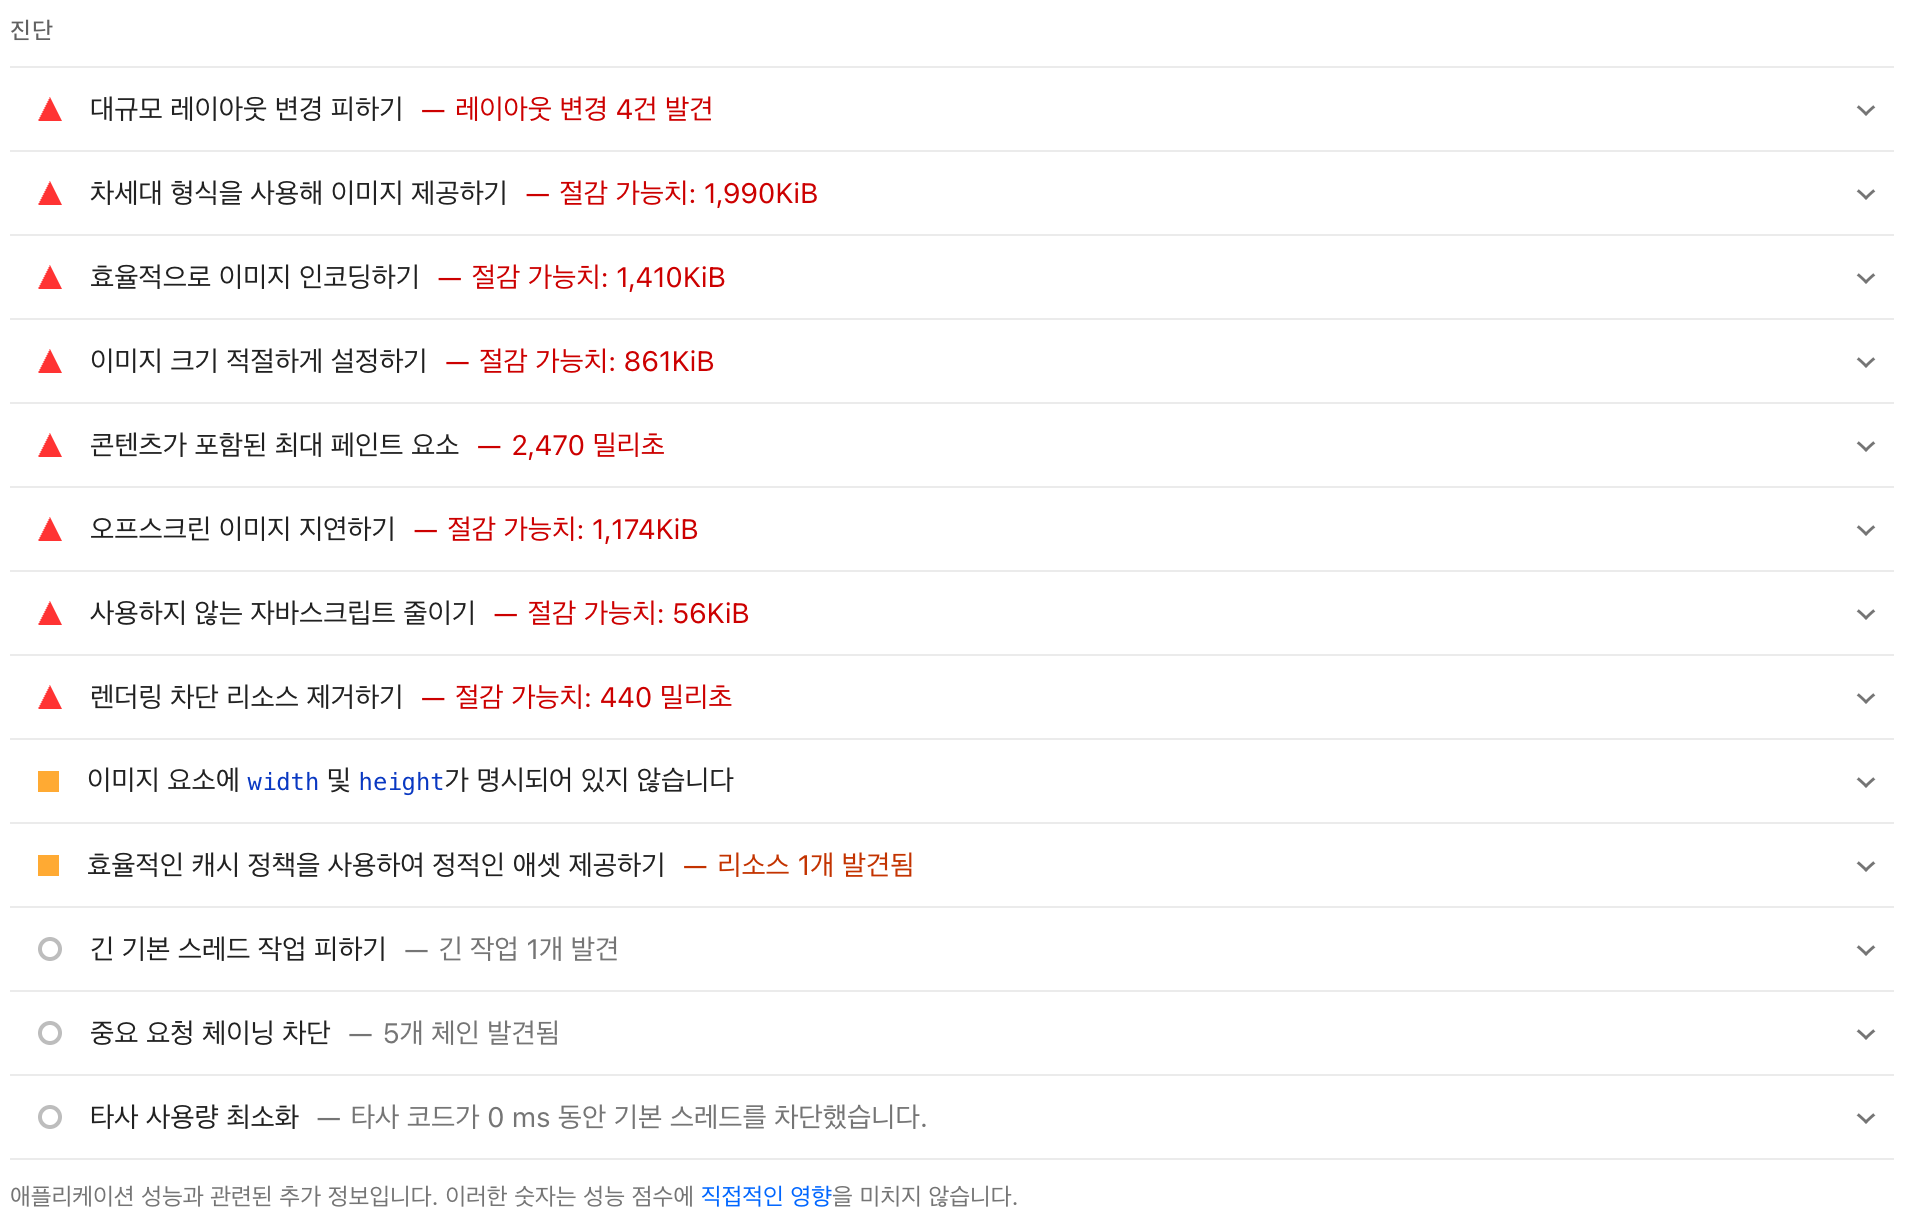 진단
대규모 레이아웃 변경 피하기 — 레이아웃 변경 4건 발견
차세대 형식을 사용해 이미지 제공하기 — 절감 가능치: 1,990KiB
효율적으로 이미지 인코딩하기 — 절감 가능치: 1,410KiB
이미지 크기 적절하게 설정하기 — 절감 가능치: 861KiB
콘텐츠가 포함된 최대 페인트 요소 — 2,470 밀리초
오프스크린 이미지 지연하기 — 절감 가능치: 1,174KiB
사용하지 않는 자바스크립트 줄이기 — 절감 가능치: 56KiB
렌더링 차단 리소스 제거하기 — 절감 가능치: 440 밀리초
이미지 요소에 width 및 height가 명시되어 있지 않습니다
효율적인 캐시 정책을 사용하여 정적인 애셋 제공하기 — 리소스 1개 발견됨
긴 기본 스레드 작업 피하기 — 긴 작업 1개 발견
중요 요청 체이닝 차단 — 5개 체인 발견됨
타사 사용량 최소화 — 타사 코드가 0 ms 동안 기본 스레드를 차단했습니다.
애플리케이션 성능과 관련된 추가 정보입니다. 이러한 숫자는 성능 점수에 직접적인 영향을 미치지 않습니다.